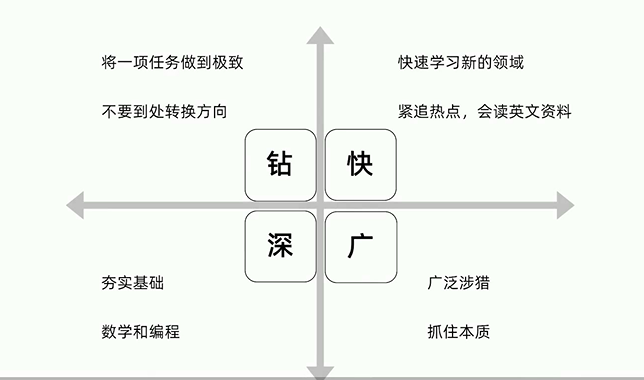 将一项任务做到极致
不要到处转换方向
快速学习新的领域
紧追热点，会读英文资料
钻
快
深
广
夯实基础
数学和编程
广泛涉猎
抓住本质